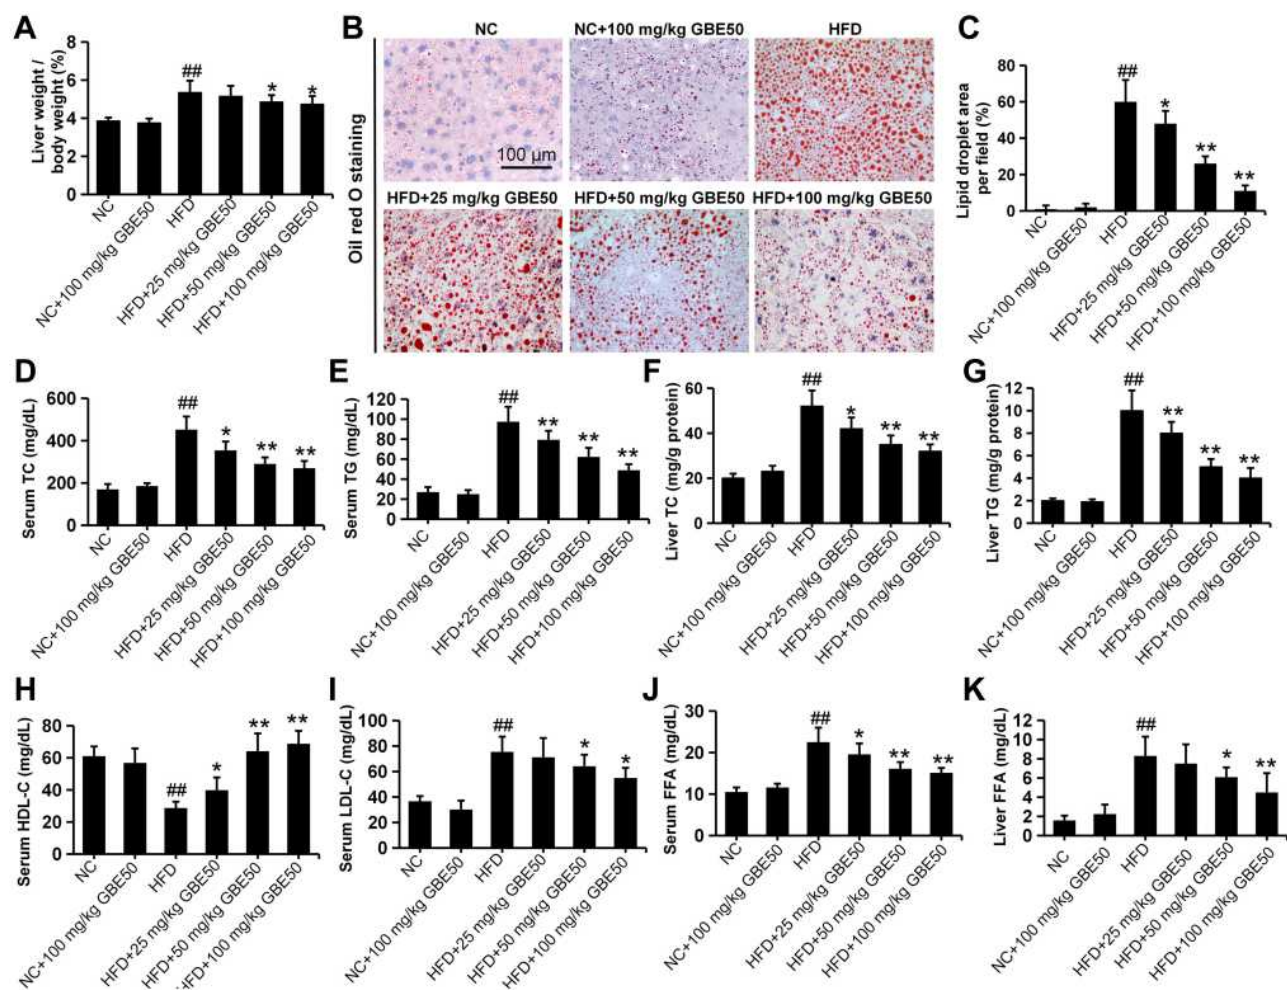 A
Liver weight /
body weight (%)
8
6
4
2
0
##
*
*
NC
NC+100 mg/kg GBE50
HFD
HFD+25 mg/kg GBE50
HFD+50 mg/kg GBE50
HFD+100 mg/kg GBE50
B
Oil red O staining
NC
NC+100 mg/kg GBE50
HFD
100 µm
HFD+25 mg/kg GBE50
HFD+50 mg/kg GBE50
HFD+100 mg/kg GBE50
C
Lipid droplet area
per field (%)
80
60
40
20
0
##
*
**
**
NC
NC+100 mg/kg GBE50
HFD
HFD+25 mg/kg GBE50
HFD+50 mg/kg GBE50
HFD+100 mg/kg GBE50
D
Serum TC (mg/dL)
600
400
200
0
##
*
**
**
NC
NC+100 mg/kg GBE50
HFD
HFD+25 mg/kg GBE50
HFD+50 mg/kg GBE50
HFD+100 mg/kg GBE50
E
Serum TG (mg/dL)
120
100
80
60
40
20
0
##
**
**
**
NC
NC+100 mg/kg GBE50
HFD
HFD+25 mg/kg GBE50
HFD+50 mg/kg GBE50
HFD+100 mg/kg GBE50
F
Liver TC (mg/g protein)
60
40
20
0
##
*
**
**
NC
NC+100 mg/kg GBE50
HFD
HFD+25 mg/kg GBE50
HFD+50 mg/kg GBE50
HFD+100 mg/kg GBE50
G
Liver TG (mg/g protein)
12
10
8
6
4
2
0
##
**
**
**
NC
NC+100 mg/kg GBE50
HFD
HFD+25 mg/kg GBE50
HFD+50 mg/kg GBE50
HFD+100 mg/kg GBE50
H
Serum HDL-C (mg/dL)
80
60
40
20
0
##
*
**
**
NC
NC+100 mg/kg GBE50
HFD
HFD+25 mg/kg GBE50
HFD+50 mg/kg GBE50
HFD+100 mg/kg GBE50
I
Serum LDL-C (mg/dL)
100
80
60
40
20
0
##
*
*
NC
NC+100 mg/kg GBE50
HFD
HFD+25 mg/kg GBE50
HFD+50 mg/kg GBE50
HFD+100 mg/kg GBE50
J
Serum FFA (mg/dL)
30
20
10
0
##
*
**
**
NC
NC+100 mg/kg GBE50
HFD
HFD+25 mg/kg GBE50
HFD+50 mg/kg GBE50
HFD+100 mg/kg GBE50
K
Liver FFA (mg/dL)
12
10
8
6
4
2
0
##
*
**
NC
NC+100 mg/kg GBE50
HFD
HFD+25 mg/kg GBE50
HFD+50 mg/kg GBE50
HFD+100 mg/kg GBE50